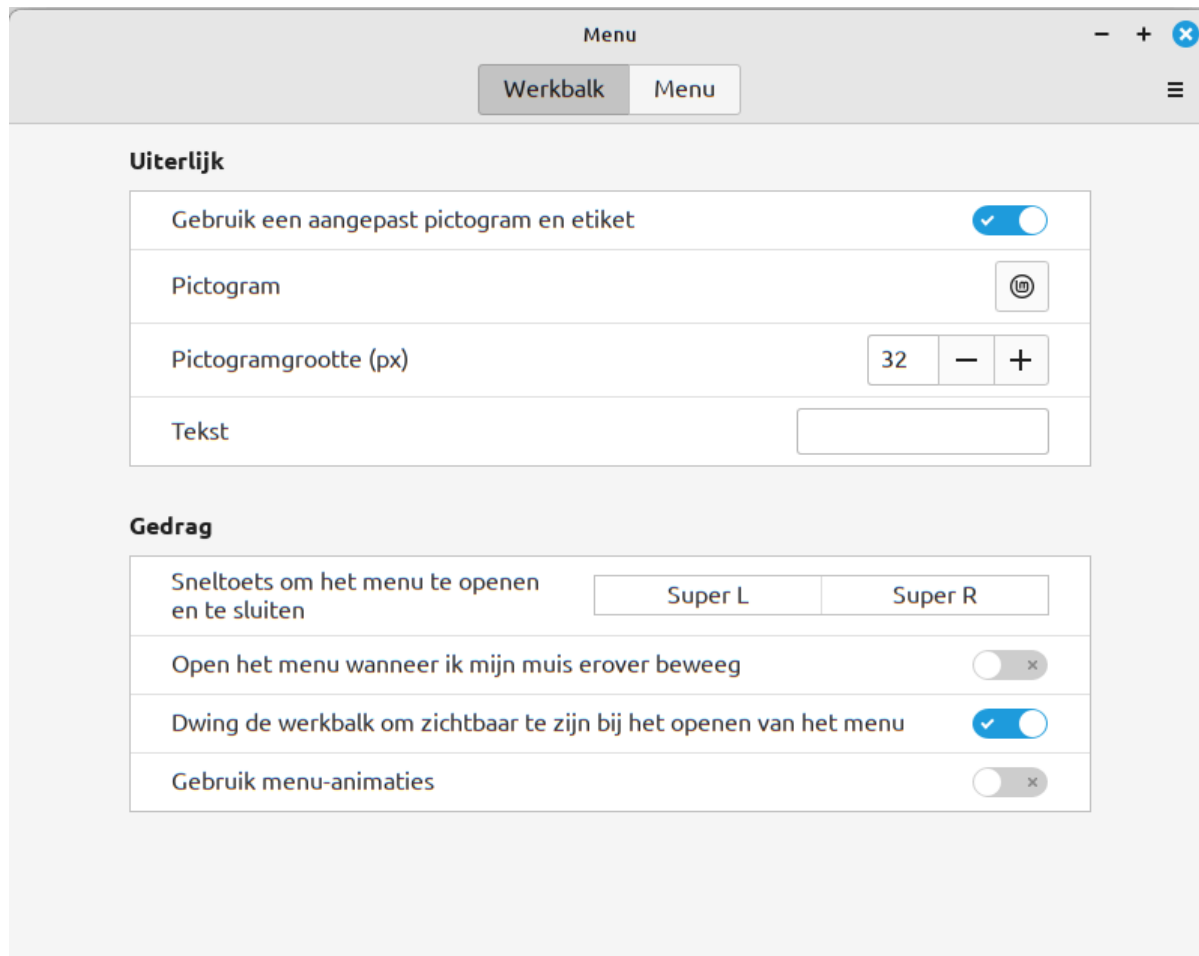 Menu
Werkbalk Menu
Uiterlijk
Gebruik een aangepast pictogram en etiket
Pictogram
Pictogramgrootte (px) 32
Tekst
Gedrag
Sneltoets om het menu te openen
en te sluiten
Super L Super R
Open het menu wanneer ik mijn muis erover beweeg
Dwing de werkbalk om zichtbaar te zijn bij het openen van het menu
Gebruik menu-animaties